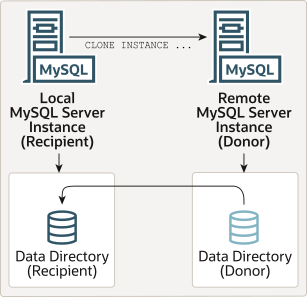 MySQL
CLONE INSTANCE ...
MySQL
Local
MySQL Server
Instance
(Recipient)
Remote
MySQL Server
Instance
(Donor)
Data Directory
(Recipient)
Data Directory
(Donor)